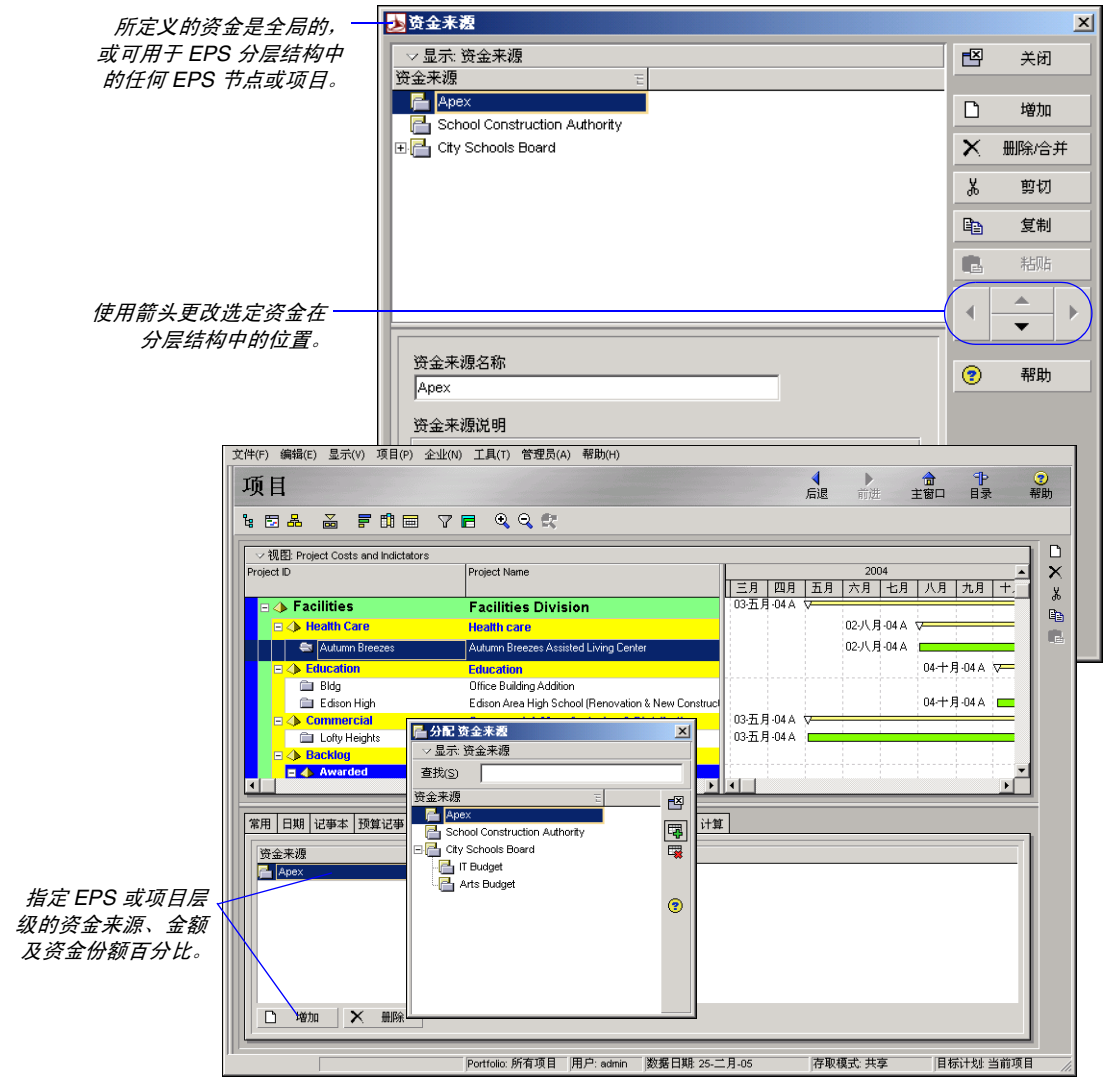 所定义的资金是全局的，
或可用于 EPS 分层结构中
的任何 EPS 节点或项目。
资金来源
显示: 资金来源
资金来源
Apex
School Construction Authority
City Schools Board
关闭
增加
删除/合并
剪切
复制
粘贴
帮助
使用箭头更改选定资金在
分层结构中的位置。
资金来源名称
Apex
资金来源说明
文件(F) 编辑(E) 显示(V) 项目(P) 企业(N) 工具(T) 管理员(A) 帮助(H)
项目
后退 前进 主窗口 目录 帮助
视图: Project Costs and Indictators
Project ID Project Name
2004
三月 四月 五月 六月 七月 八月 九月 十
Facilities Facilities Division 03-五月-04 A
Health Care Health care 02-八月-04 A
Autumn Breezes Autumn Breezes Assisted Living Center 02-八月-04 A
Education Education 04-十月-04 A
Bldg Office Building Addition
Edison High Edison Area High School (Renovation & New Construct 04-十月-04 A
Commercial 03-五月-04 A
Lofty Heights 03-五月-04 A
Backlog
Awarded
分配 资金来源
显示: 资金来源
查找(S)
资金来源
Apex
School Construction Authority
City Schools Board
IT Budget
Arts Budget
常用 日期 记事本 预算记事 计算
资金来源
Apex
指定 EPS 或项目层
级的资金来源、金额
及资金份额百分比。
增加 删除
Portfolio: 所有项目 用户: admin 数据日期: 25-二月-05 存取模式: 共享 目标计划: 当前项目